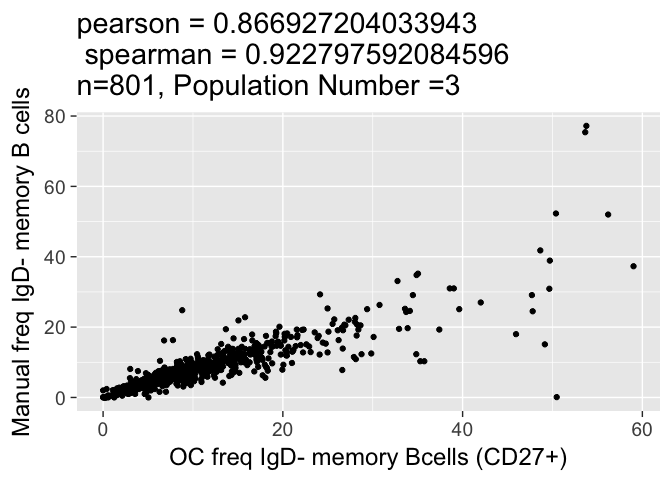 pearson = 0.866927204033943
spearman = 0.922797592084596
n=801, Population Number =3
Manual freq IgD- memory B cells
80
60
40
20
0
0 20 40 60
OC freq IgD- memory Bcells (CD27+)